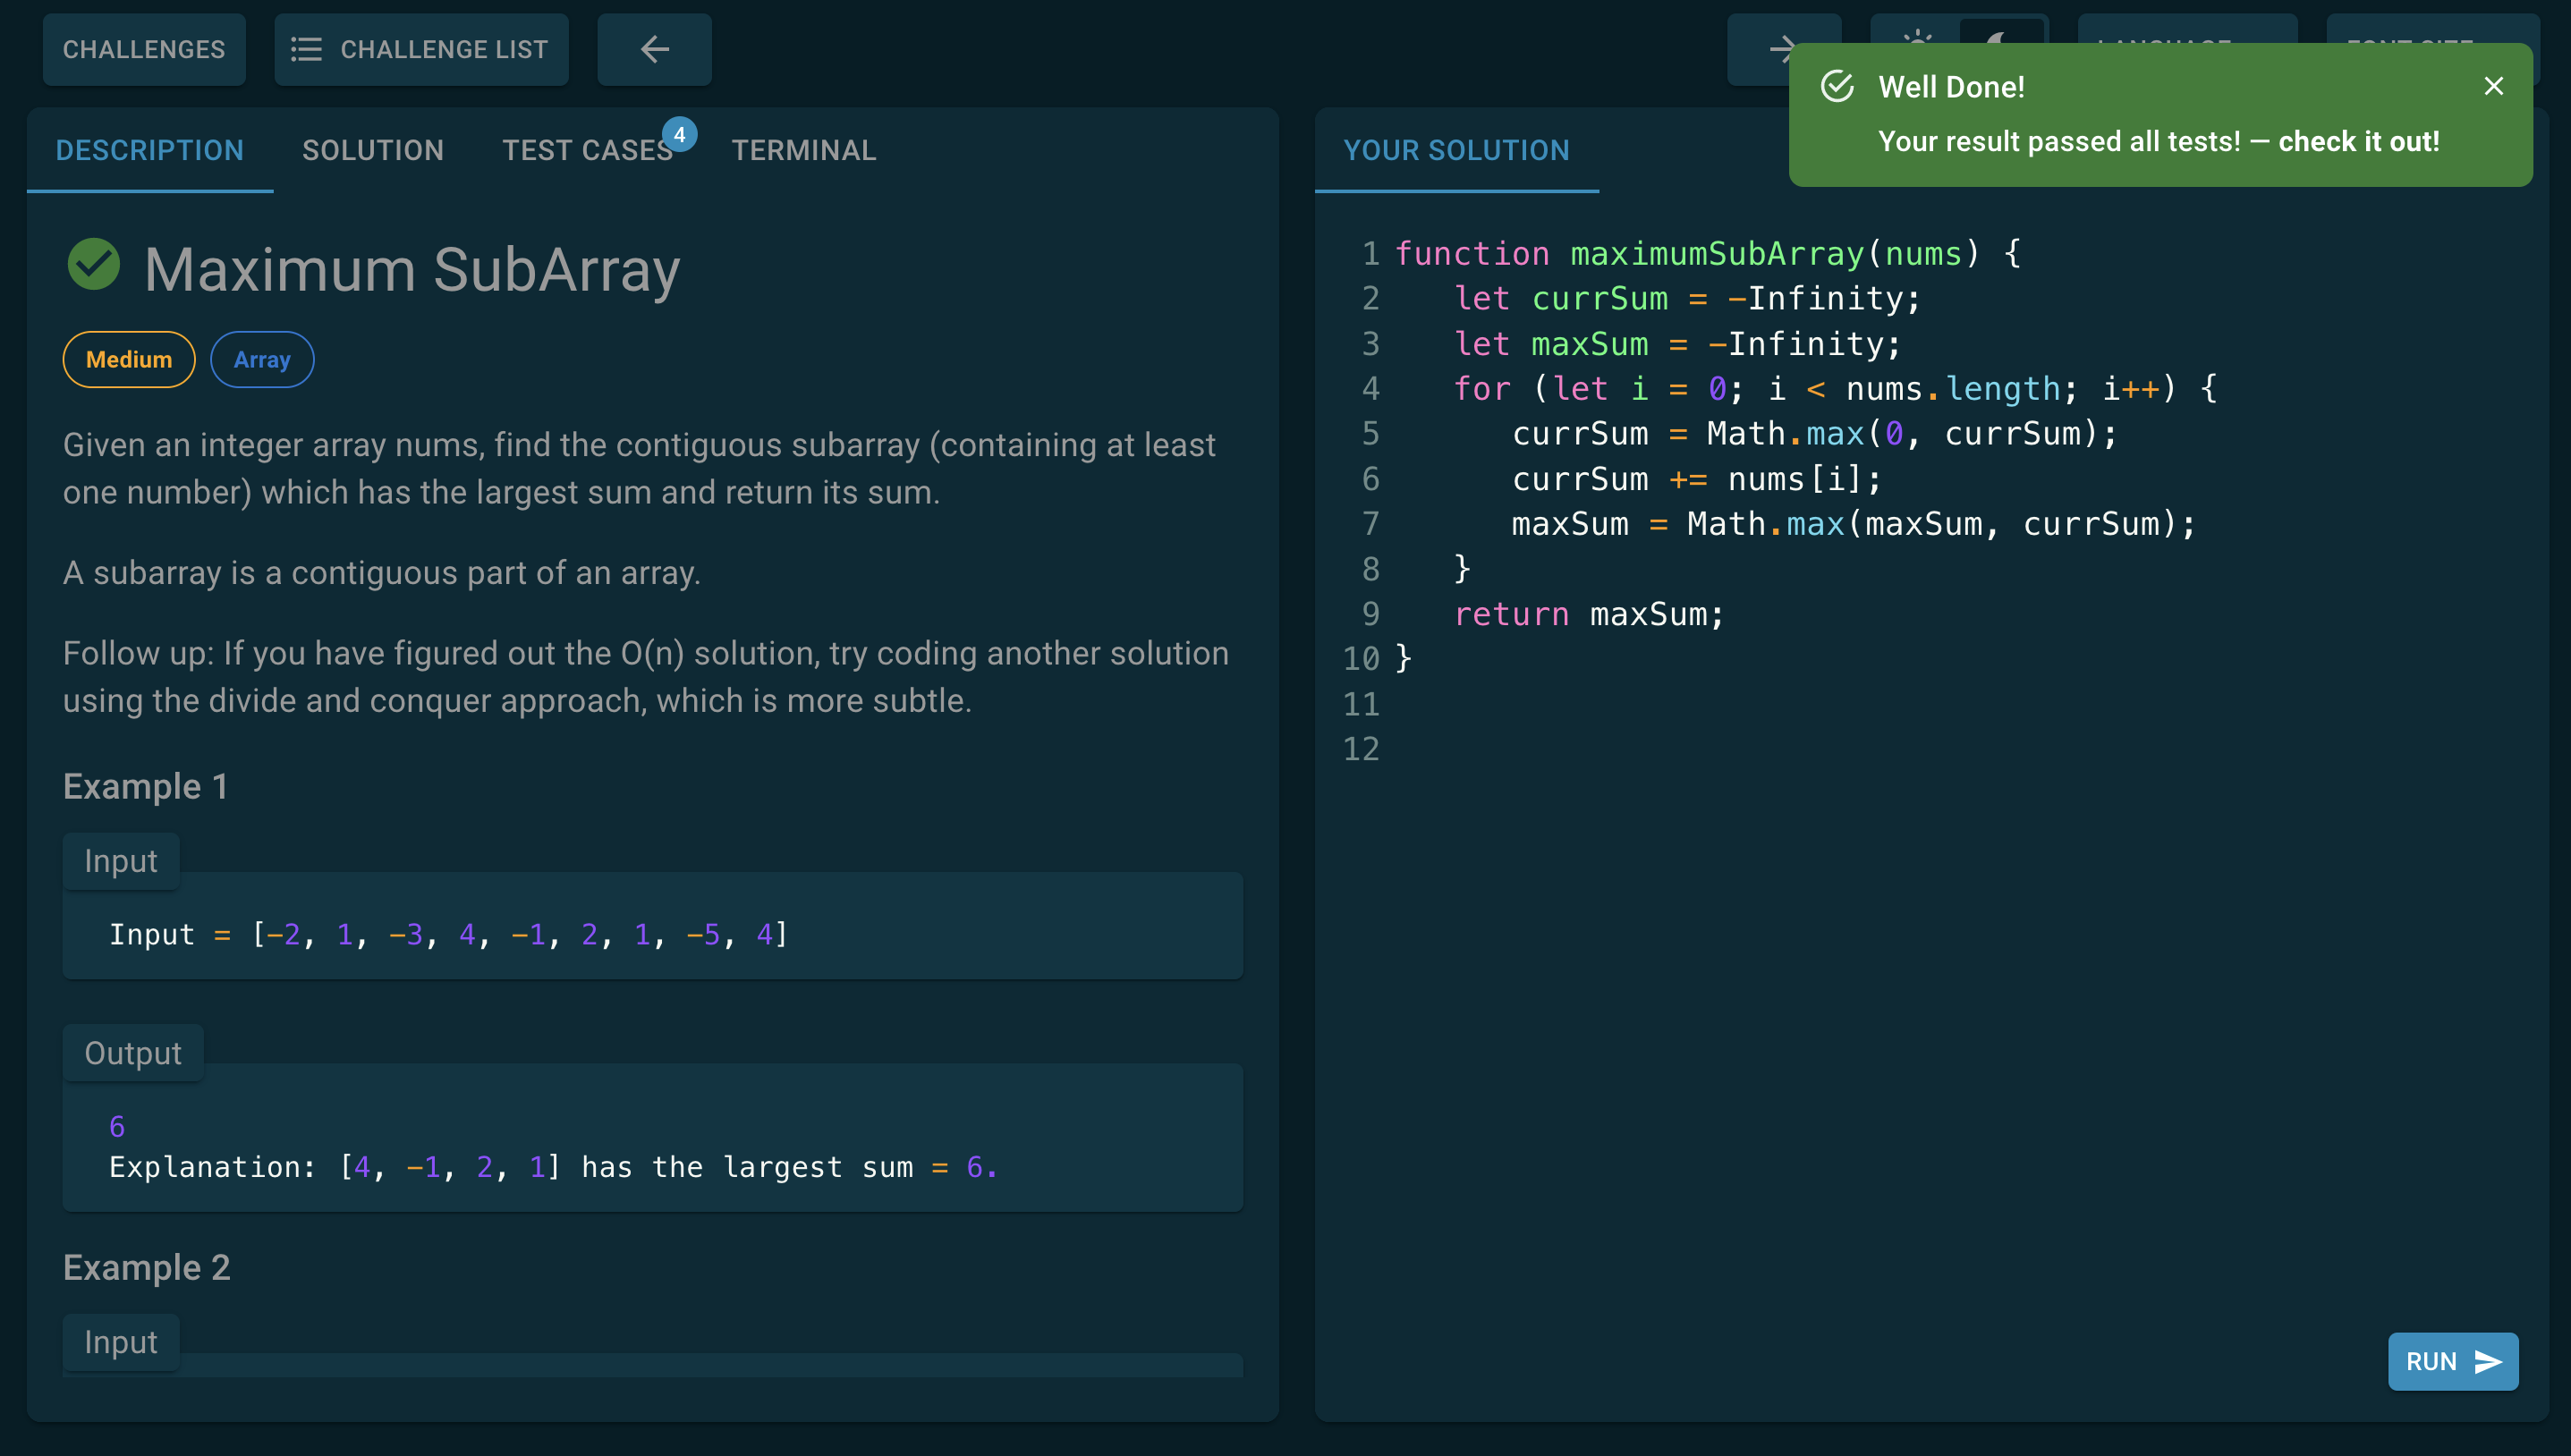 CHALLENGES
CHALLENGE LIST
Well Done!
Your result passed all tests! — check it out!
DESCRIPTION
SOLUTION
TEST CASES
4
TERMINAL
Maximum SubArray
Medium
Array
Given an integer array nums, find the contiguous subarray (containing at least
one number) which has the largest sum and return its sum.
A subarray is a contiguous part of an array.
Follow up: If you have figured out the O(n) solution, try coding another solution
using the divide and conquer approach, which is more subtle.
Example 1
Input
Input = [-2, 1, -3, 4, -1, 2, 1, -5, 4]
Output
6
Explanation: [4, -1, 2, 1] has the largest sum = 6.
Example 2
Input
YOUR SOLUTION
1 function maximumSubArray(nums) {
2    let currSum = -Infinity;
3    let maxSum = -Infinity;
4    for (let i = 0; i < nums.length; i++) {
5       currSum = Math.max(0, currSum);
6       currSum += nums[i];
7       maxSum = Math.max(maxSum, currSum);
8    }
9    return maxSum;
10 }
11
12
RUN